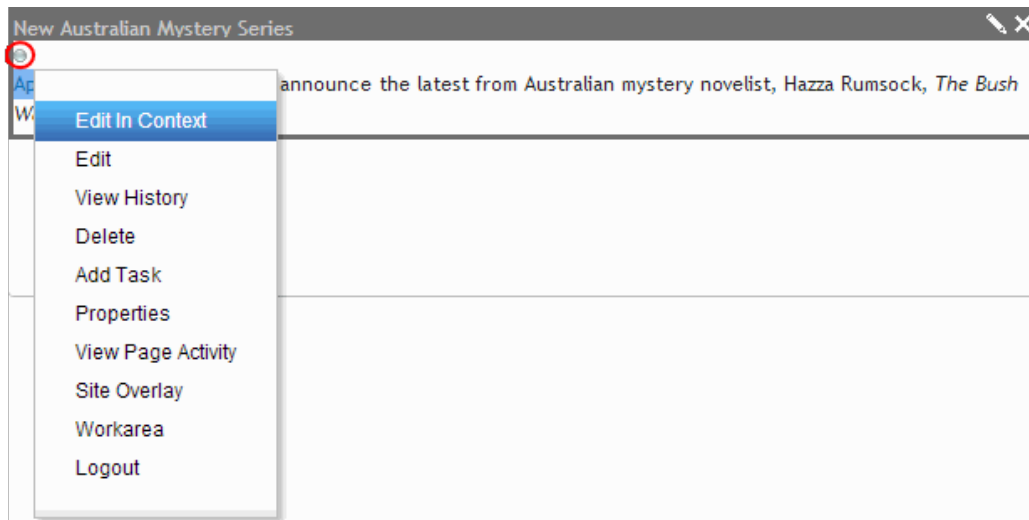 New Australian Mystery Series
Ap announce the latest from Australian mystery novelist, Hazza Rumsock, The Bush
W
Edit In Context
Edit
View History
Delete
Add Task
Properties
View Page Activity
Site Overlay
Workarea
Logout